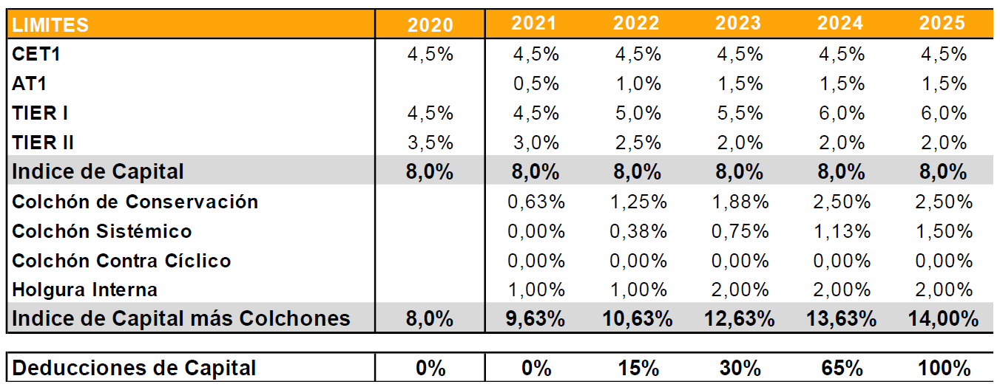 LIMITES 2020 2021 2022 2023 2024 2025
CET1 4,5% 4,5% 4,5% 4,5% 4,5% 4,5%
AT1 0,5% 1,0% 1,5% 1,5% 1,5%
TIER I 4,5% 4,5% 5,0% 5,5% 6,0% 6,0%
TIER II 3,5% 3,0% 2,5% 2,0% 2,0% 2,0%
Indice de Capital 8,0% 8,0% 8,0% 8,0% 8,0% 8,0%
Colchón de Conservación 0,63% 1,25% 1,88% 2,50% 2,50%
Colchón Sistémico 0,00% 0,38% 0,75% 1,13% 1,50%
Colchón Contra Cíclico 0,00% 0,00% 0,00% 0,00% 0,00%
Holgura Interna 1,00% 1,00% 2,00% 2,00% 2,00%
Indice de Capital más Colchones 8,0% 9,63% 10,63% 12,63% 13,63% 14,00%
Deducciones de Capital 0% 0% 15% 30% 65% 100%